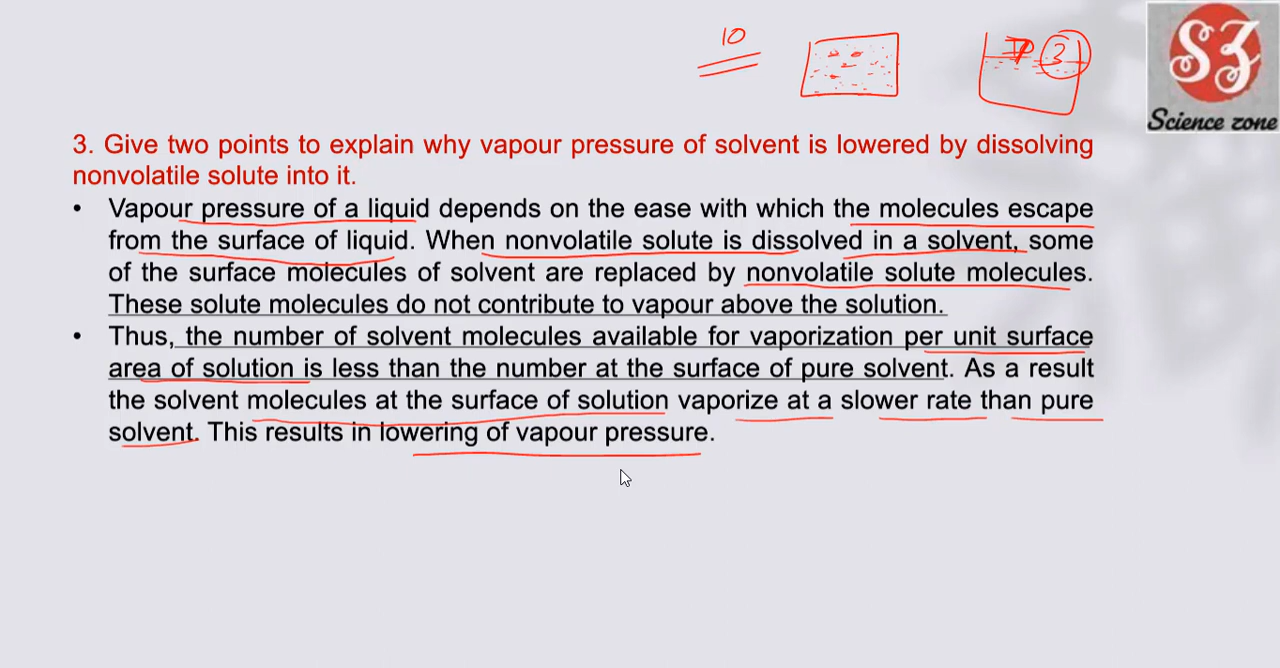 10
7 3
SZ
Science zone
3. Give two points to explain why vapour pressure of solvent is lowered by dissolving
nonvolatile solute into it.
• Vapour pressure of a liquid depends on the ease with which the molecules escape
from the surface of liquid. When nonvolatile solute is dissolved in a solvent, some
of the surface molecules of solvent are replaced by nonvolatile solute molecules.
These solute molecules do not contribute to vapour above the solution.
• Thus, the number of solvent molecules available for vaporization per unit surface
area of solution is less than the number at the surface of pure solvent. As a result
the solvent molecules at the surface of solution vaporize at a slower rate than pure
solvent. This results in lowering of vapour pressure.